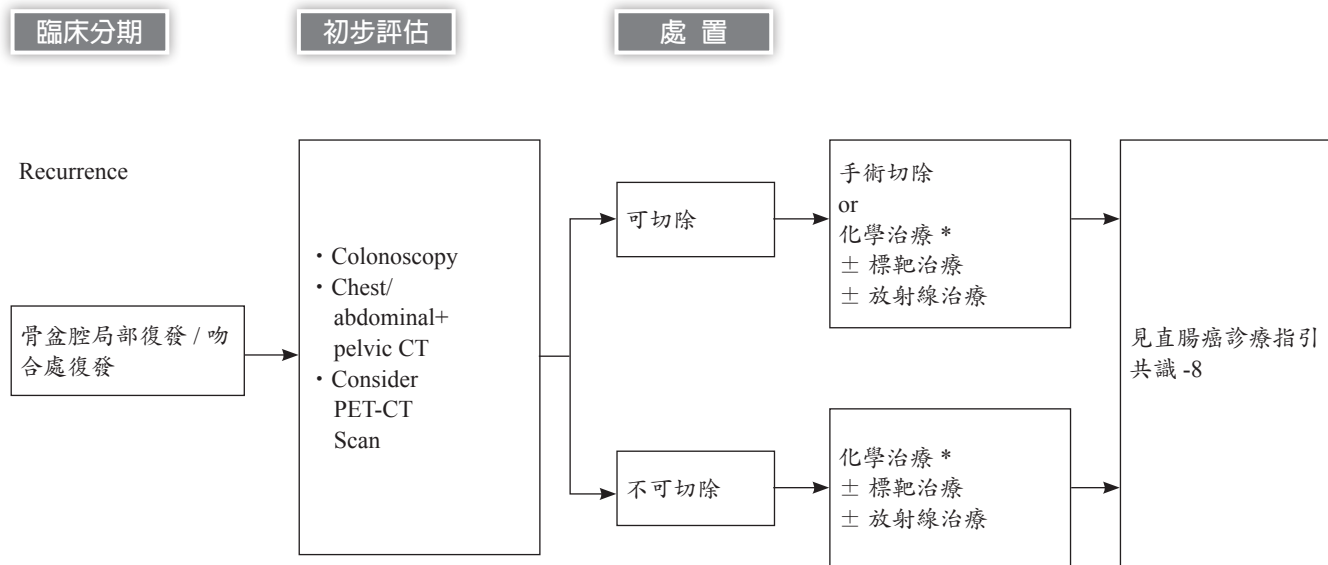 臨床分期
初步評估
處 置
Recurrence
骨盆腔局部復發 / 吻
合處復發
・Colonoscopy
・Chest/
abdominal+
pelvic CT
・Consider
PET-CT
Scan
可切除
手術切除
or
化學治療 *
± 標靶治療
± 放射線治療
不可切除
化學治療 *
± 標靶治療
± 放射線治療
見直腸癌診療指引
共識 -8